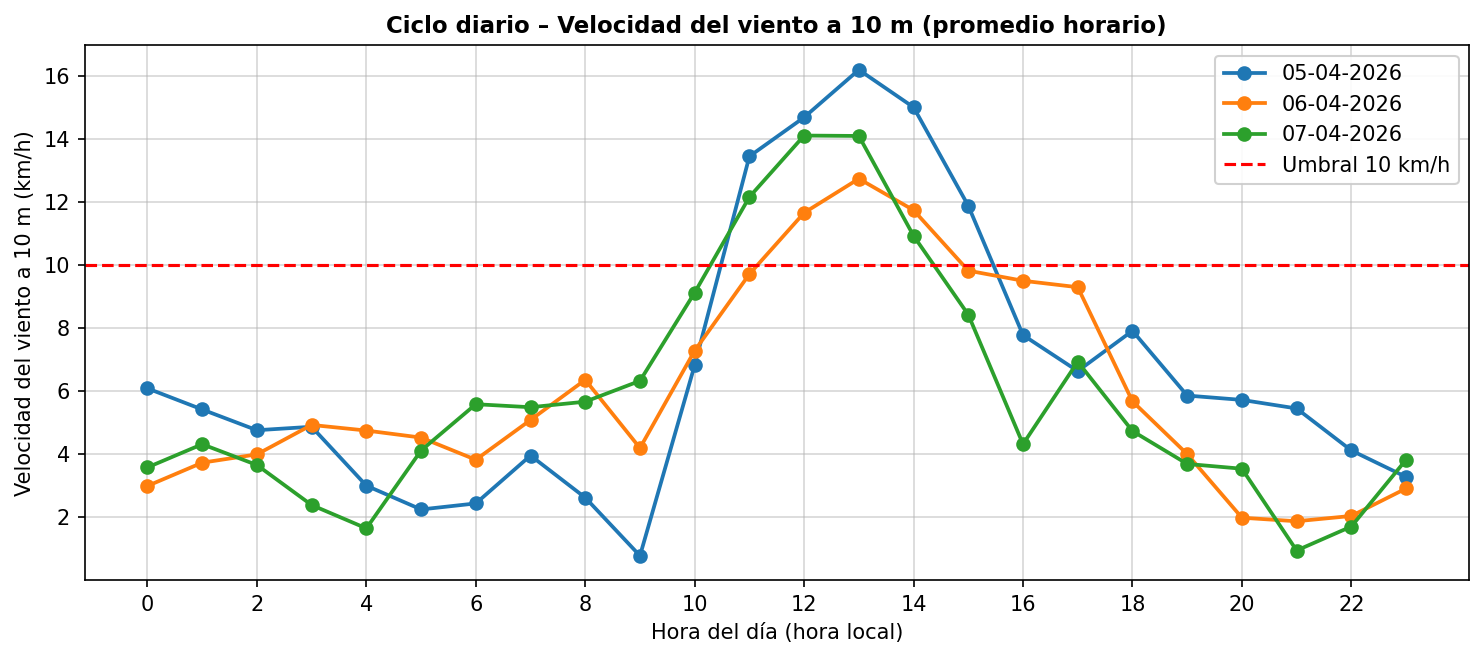 Ciclo diario – Velocidad del viento a 10 m (promedio horario)
05-04-2026
06-04-2026
07-04-2026
Umbral 10 km/h
Velocidad del viento a 10 m (km/h)
16
14
12
10
8
6
4
2
0 2 4 6 8 10 12 14 16 18 20 22
Hora del día (hora local)